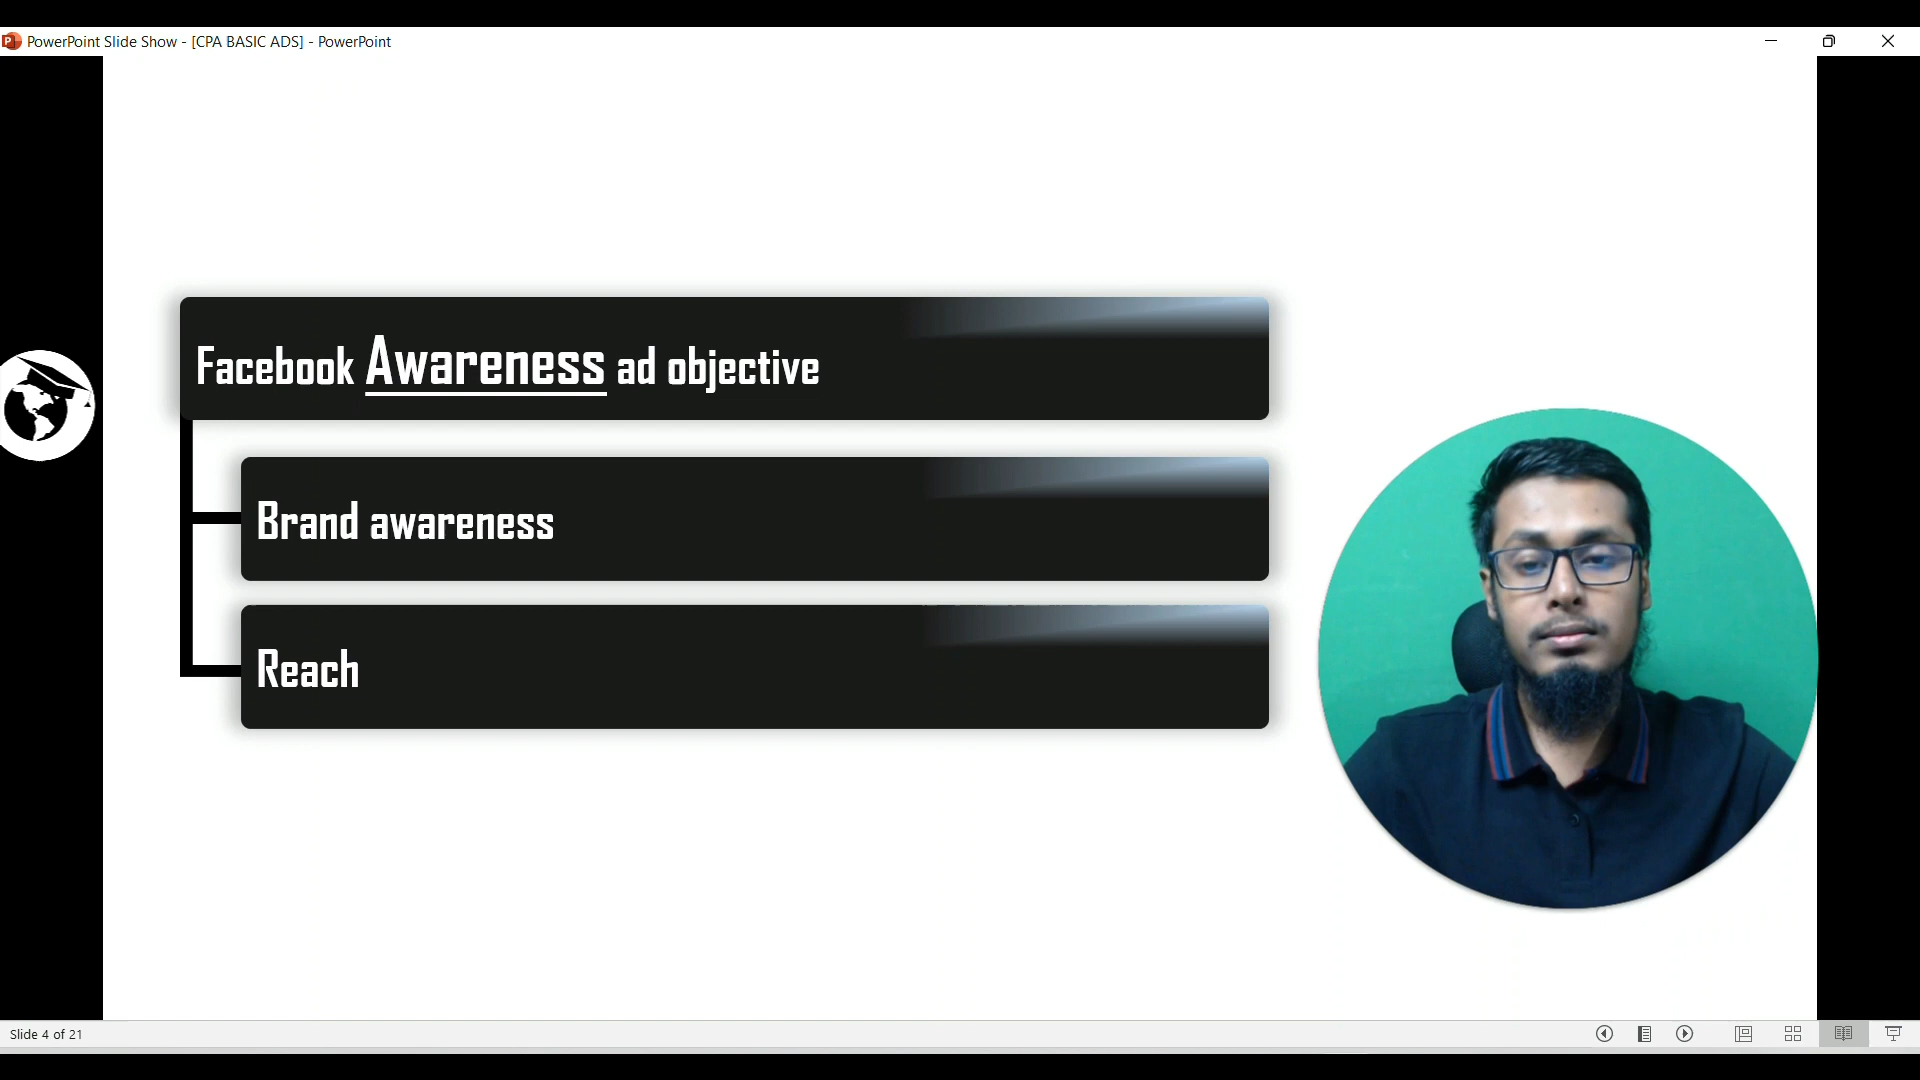 PowerPoint Slide Show - [CPA BASIC ADS] - PowerPoint
Facebook Awareness ad objective
Brand awareness
Reach
Slide 4 of 21